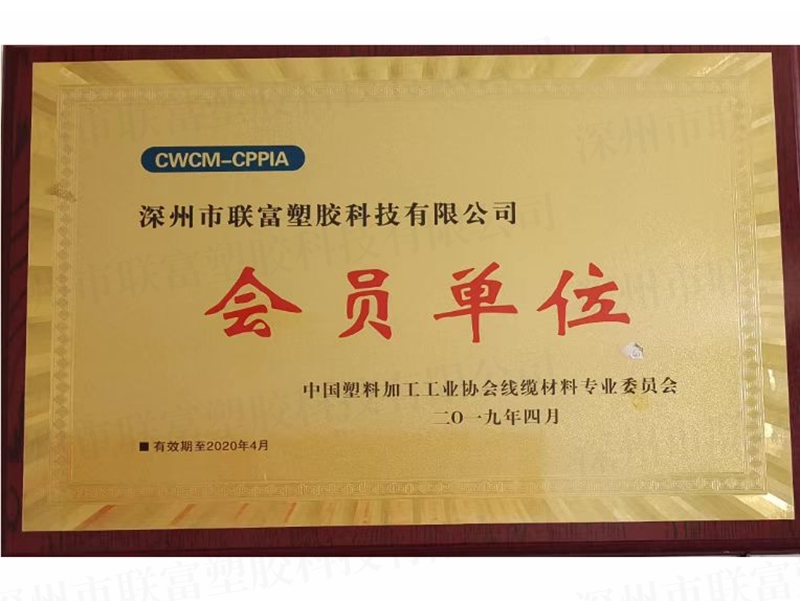 CWCM-CPPIA
深州市联富塑胶科技有限公司
会员单位
中国塑料加工工业协会线缆材料专业委员会
二〇一九年四月
■ 有效期至2020年4月